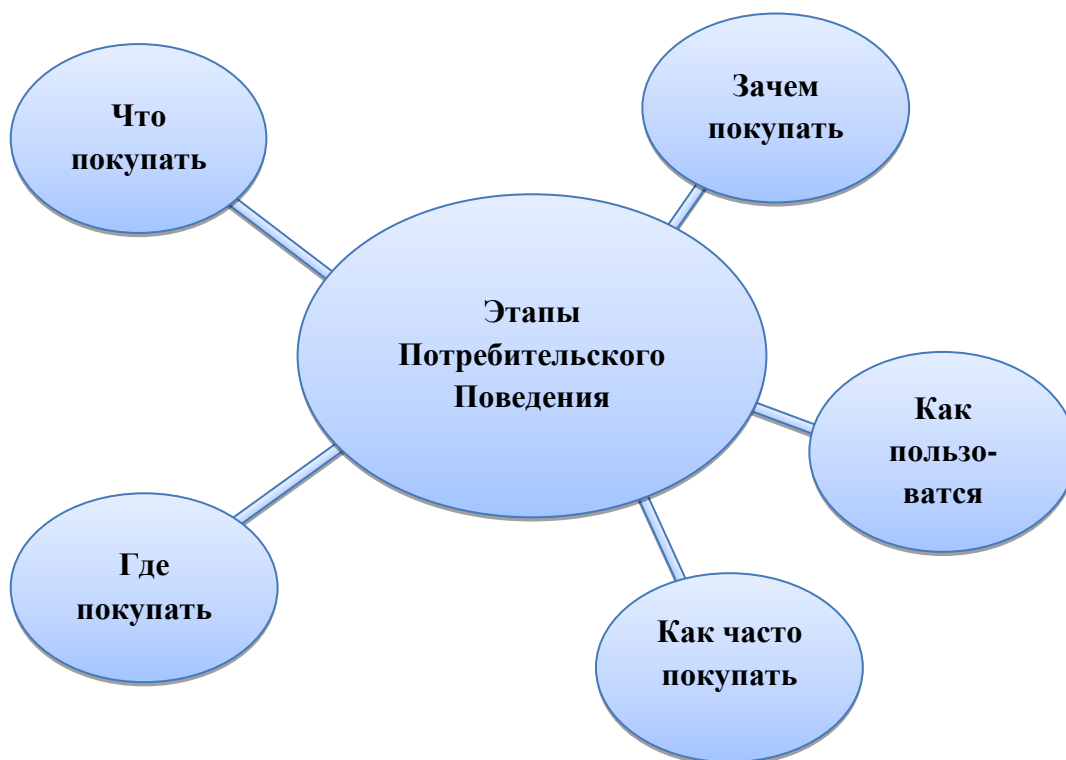 Что
покупать
Зачем
покупать
Этапы
Потребительского
Поведения
Как
пользо-
ватся
Где
покупать
Как часто
покупать